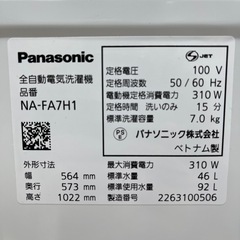 Panasonic
全自動電気洗濯機
品番
NA-FA7H1
S JET
定格電圧 100 V
定格周波数 50/60 Hz
電動機定格消費電力 310 W
定格時間 洗いのみ 15 分
標準洗濯容量 7.0 kg
PS E
パナソニック株式会社
ベトナム製
外形寸法
幅 564 mm
奥行 573 mm
高さ 1022 mm
最大消費電力 310 W
標準水量 46 L
標準使用水量 92 L
製造番号 2263100506